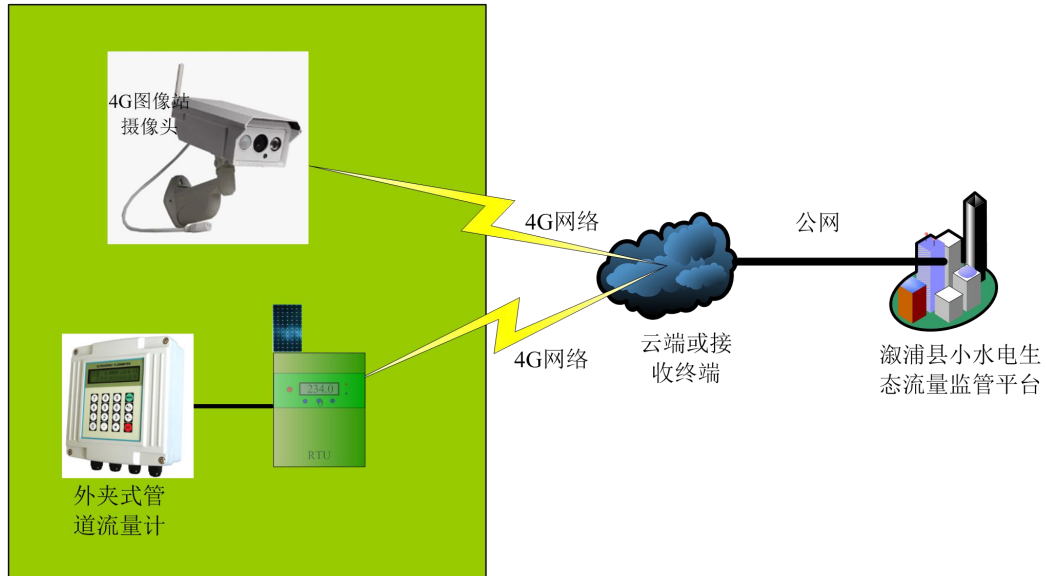 4G图像站
摄像头
4G网络
公网
云端或接
收终端
溆浦县小水电生
态流量监管平台
4G网络
234.0
RTU
外夹式管
道流量计